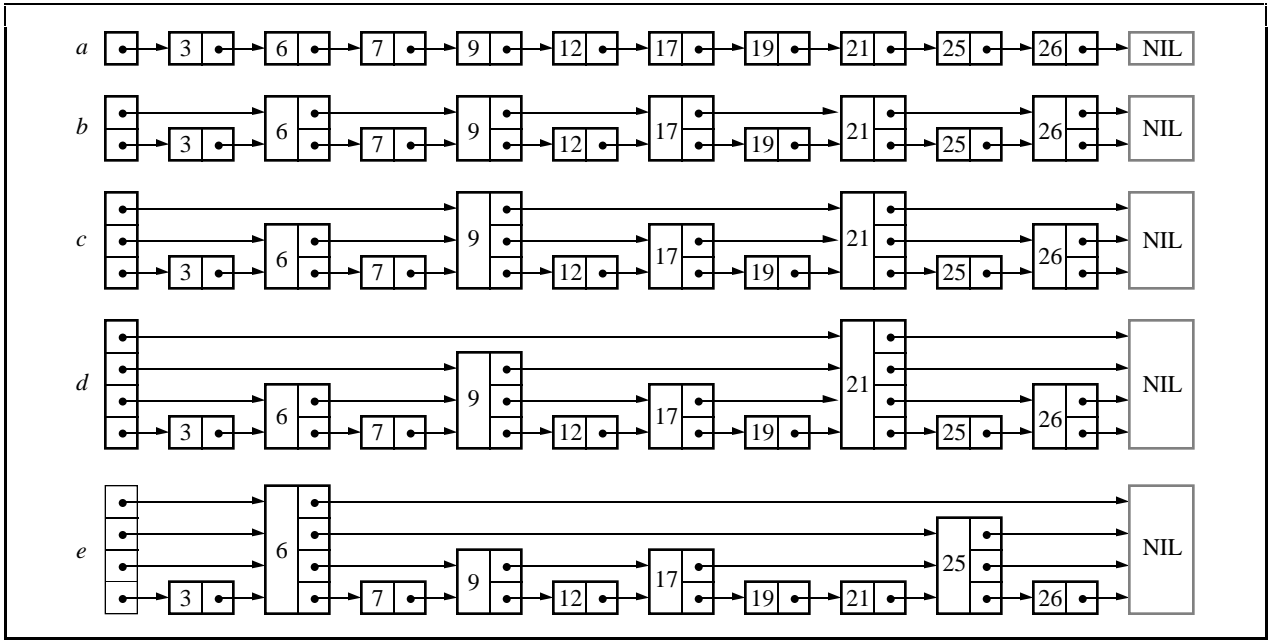 a 3 6 7 9 12 17 19 21 25 26 NIL
b 3 6 7 9 12 17 19 21 25 26 NIL
c 3 6 7 9 12 17 19 21 25 26 NIL
d 3 6 7 9 12 17 19 21 25 26 NIL
e 3 6 7 9 12 17 19 21 25 26 NIL